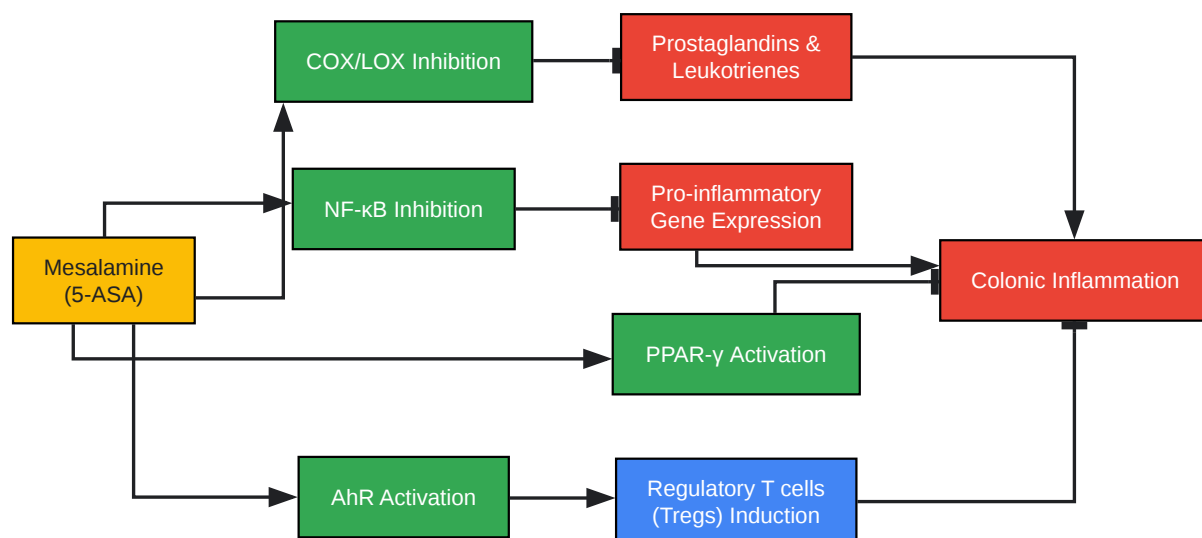 COX/LOX Inhibition
Prostaglandins &
Leukotrienes
NF-κB Inhibition
Pro-inflammatory
Gene Expression
Mesalamine
(5-ASA)
Colonic Inflammation
PPAR-γ Activation
AhR Activation
Regulatory T cells
(Tregs) Induction